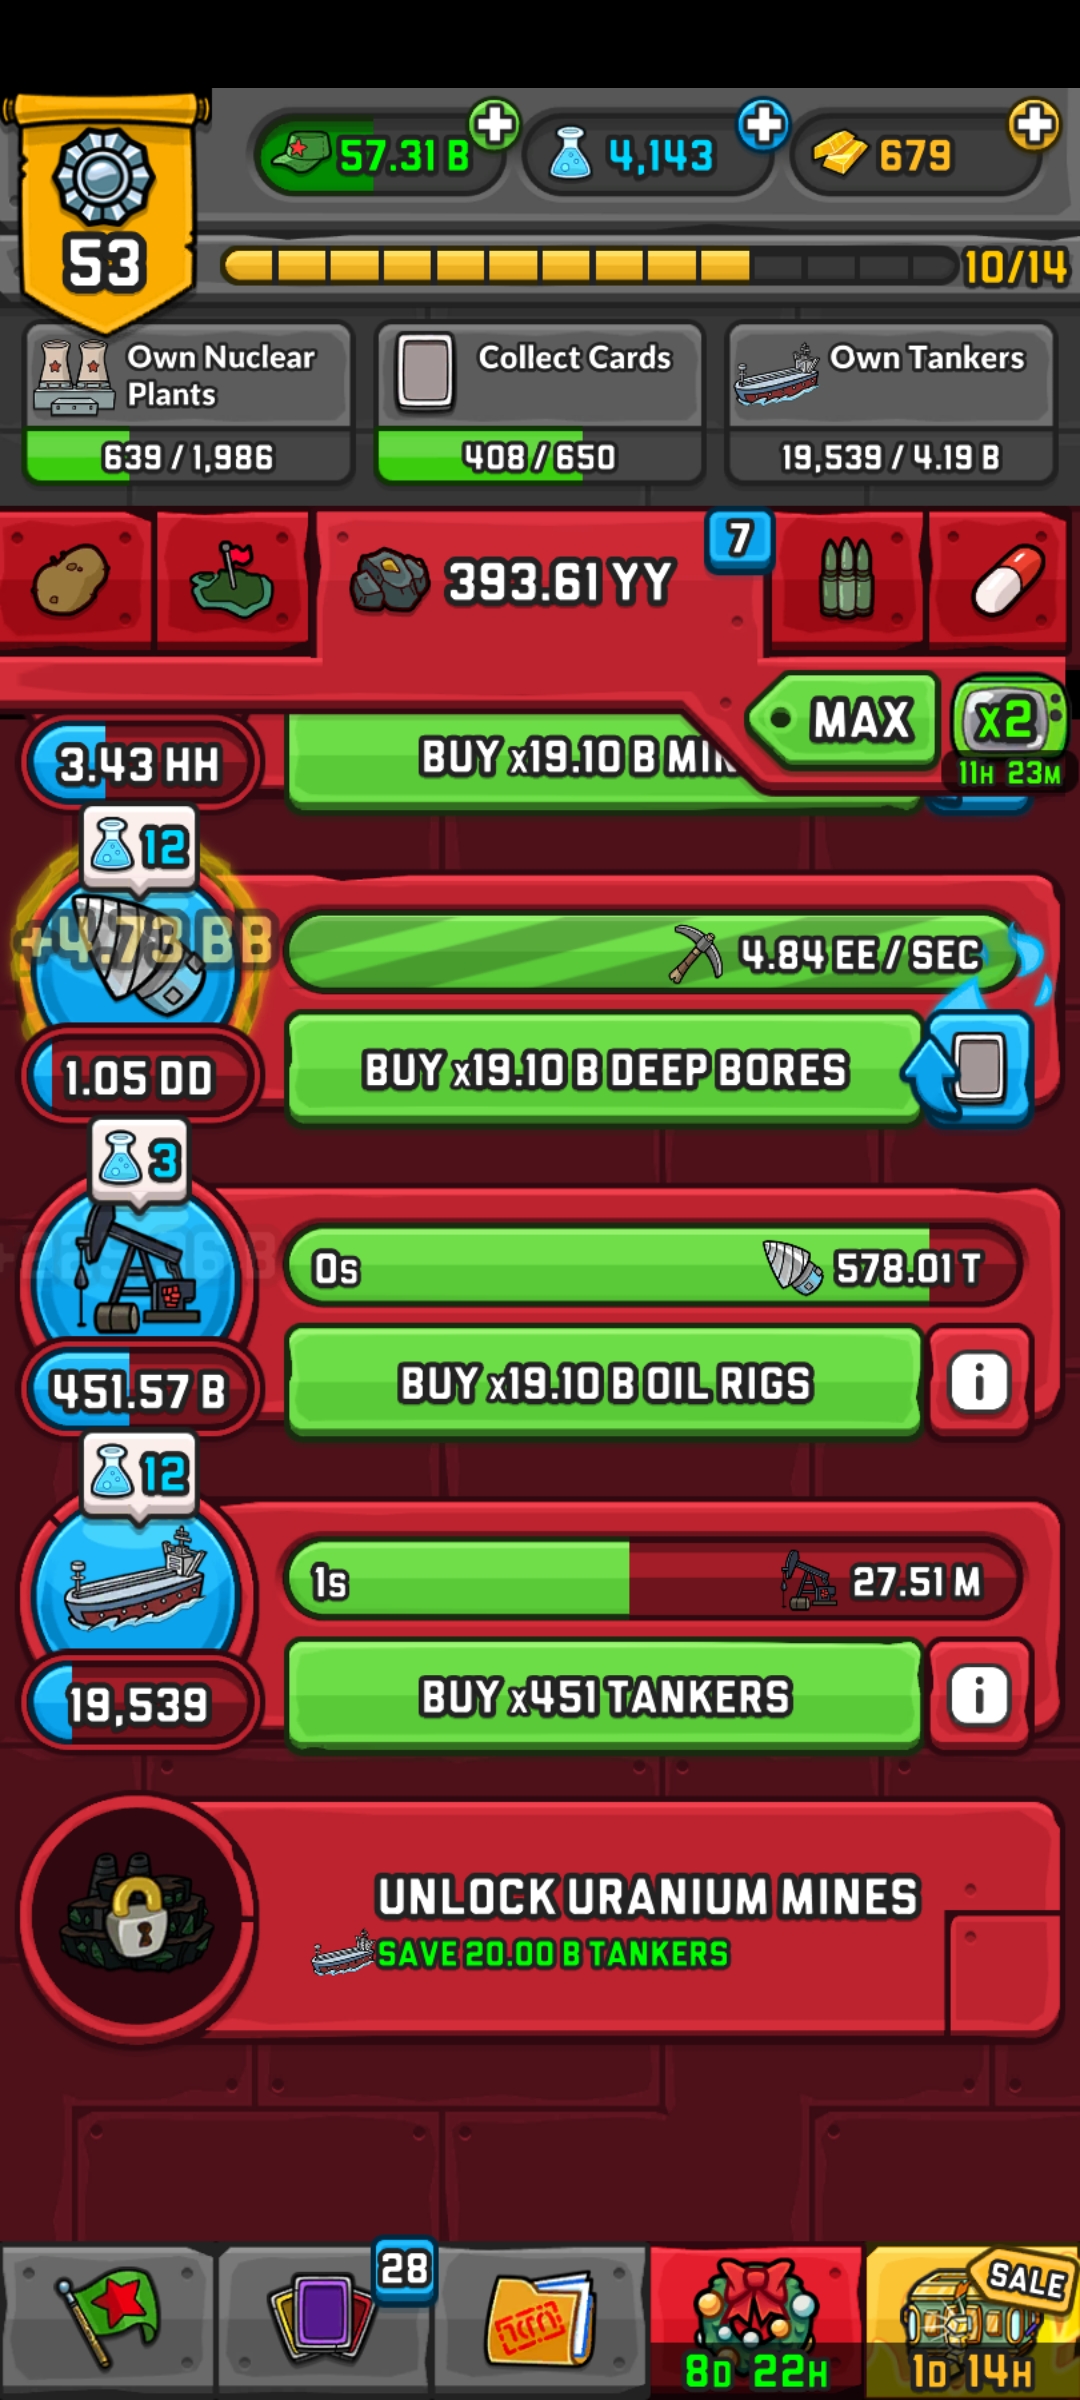 57.31 B
4,143
679
53
10/14
Own Nuclear
Plants
639 / 1,986
Collect Cards
408 / 650
Own Tankers
19,539 / 4.19 B
393.61 YY
7
MAX
x2
11H 23M
3.43 HH
BUY x19.10 B
12
+4.73 BB
4.84 EE / SEC
1.05 DD
BUY x19.10 B DEEP BORES
3
0s
578.01 T
451.57 B
BUY x19.10 B OIL RIGS
i
12
1s
27.51 M
19,539
BUY x451 TANKERS
i
UNLOCK URANIUM MINES
SAVE 20.00 B TANKERS
28
SALE
8D 22H
1D 14H